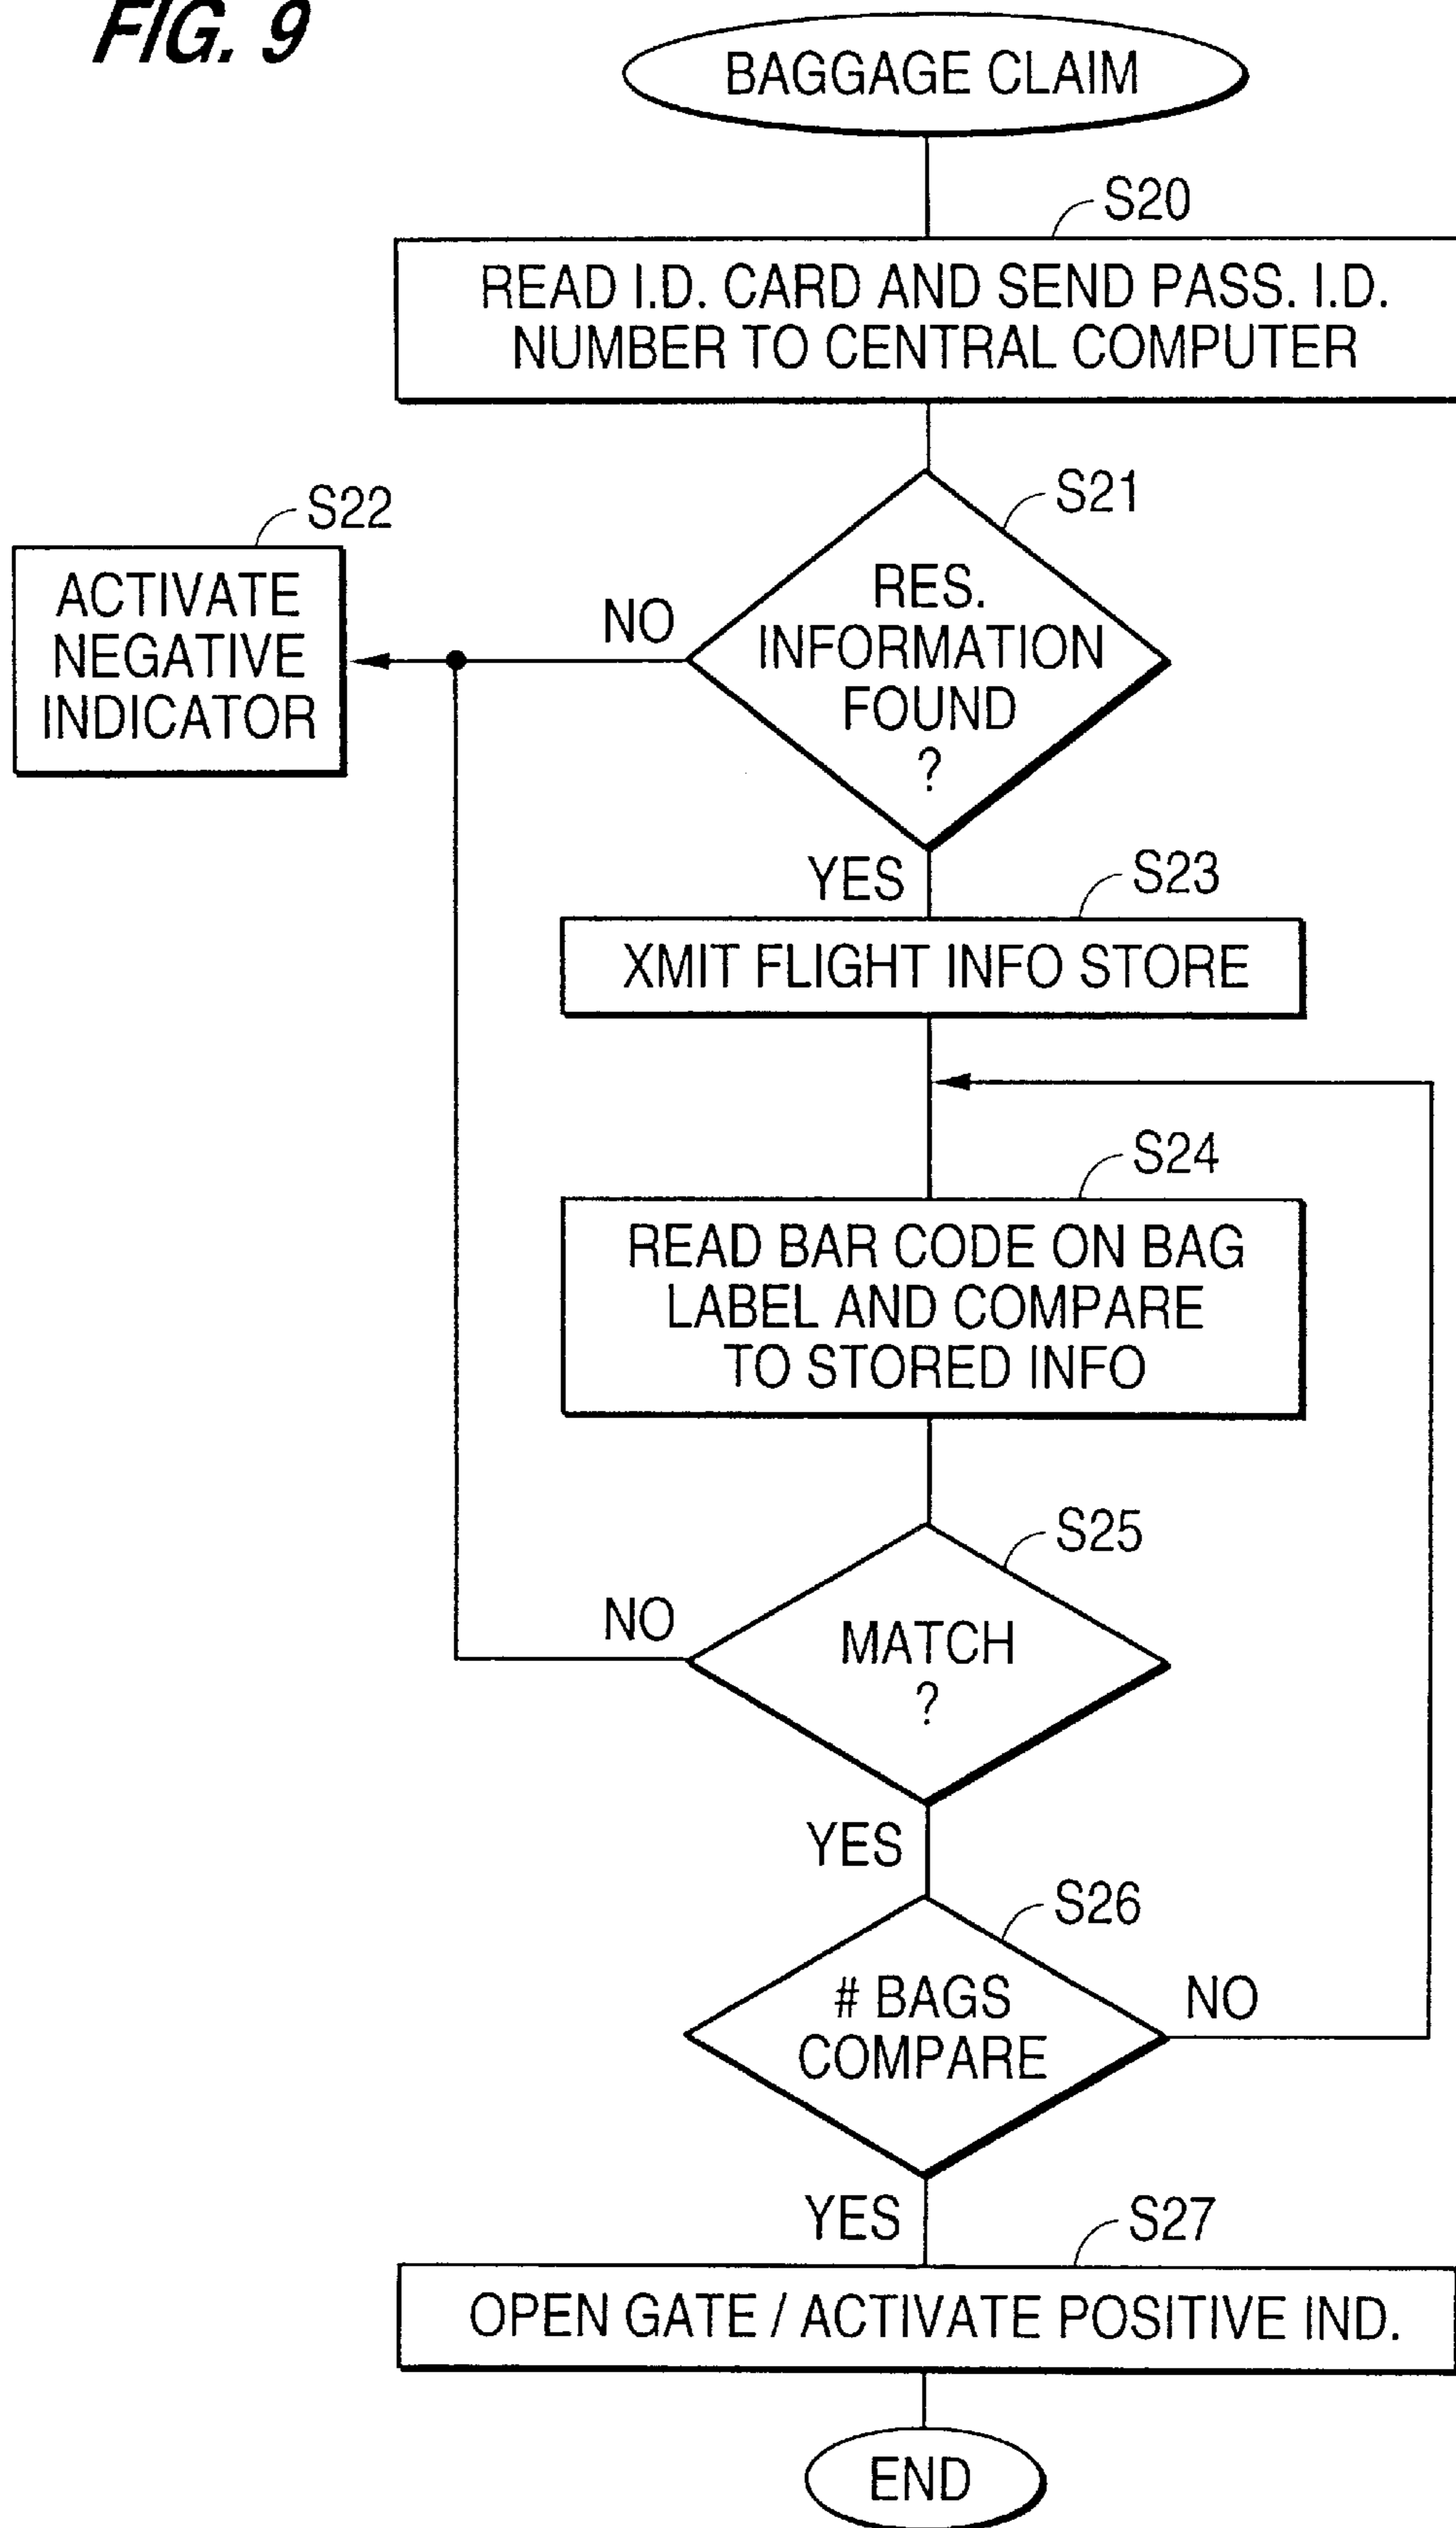 FIG. 9
BAGGAGE CLAIM
S20
READ I.D. CARD AND SEND PASS. I.D.
NUMBER TO CENTRAL COMPUTER
S21
RES.
INFORMATION
FOUND
?
NO
S22
ACTIVATE
NEGATIVE
INDICATOR
YES
S23
XMIT FLIGHT INFO STORE
S24
READ BAR CODE ON BAG
LABEL AND COMPARE
TO STORED INFO
S25
MATCH
?
NO
YES
S26
# BAGS
COMPARE
NO
YES
S27
OPEN GATE / ACTIVATE POSITIVE IND.
END